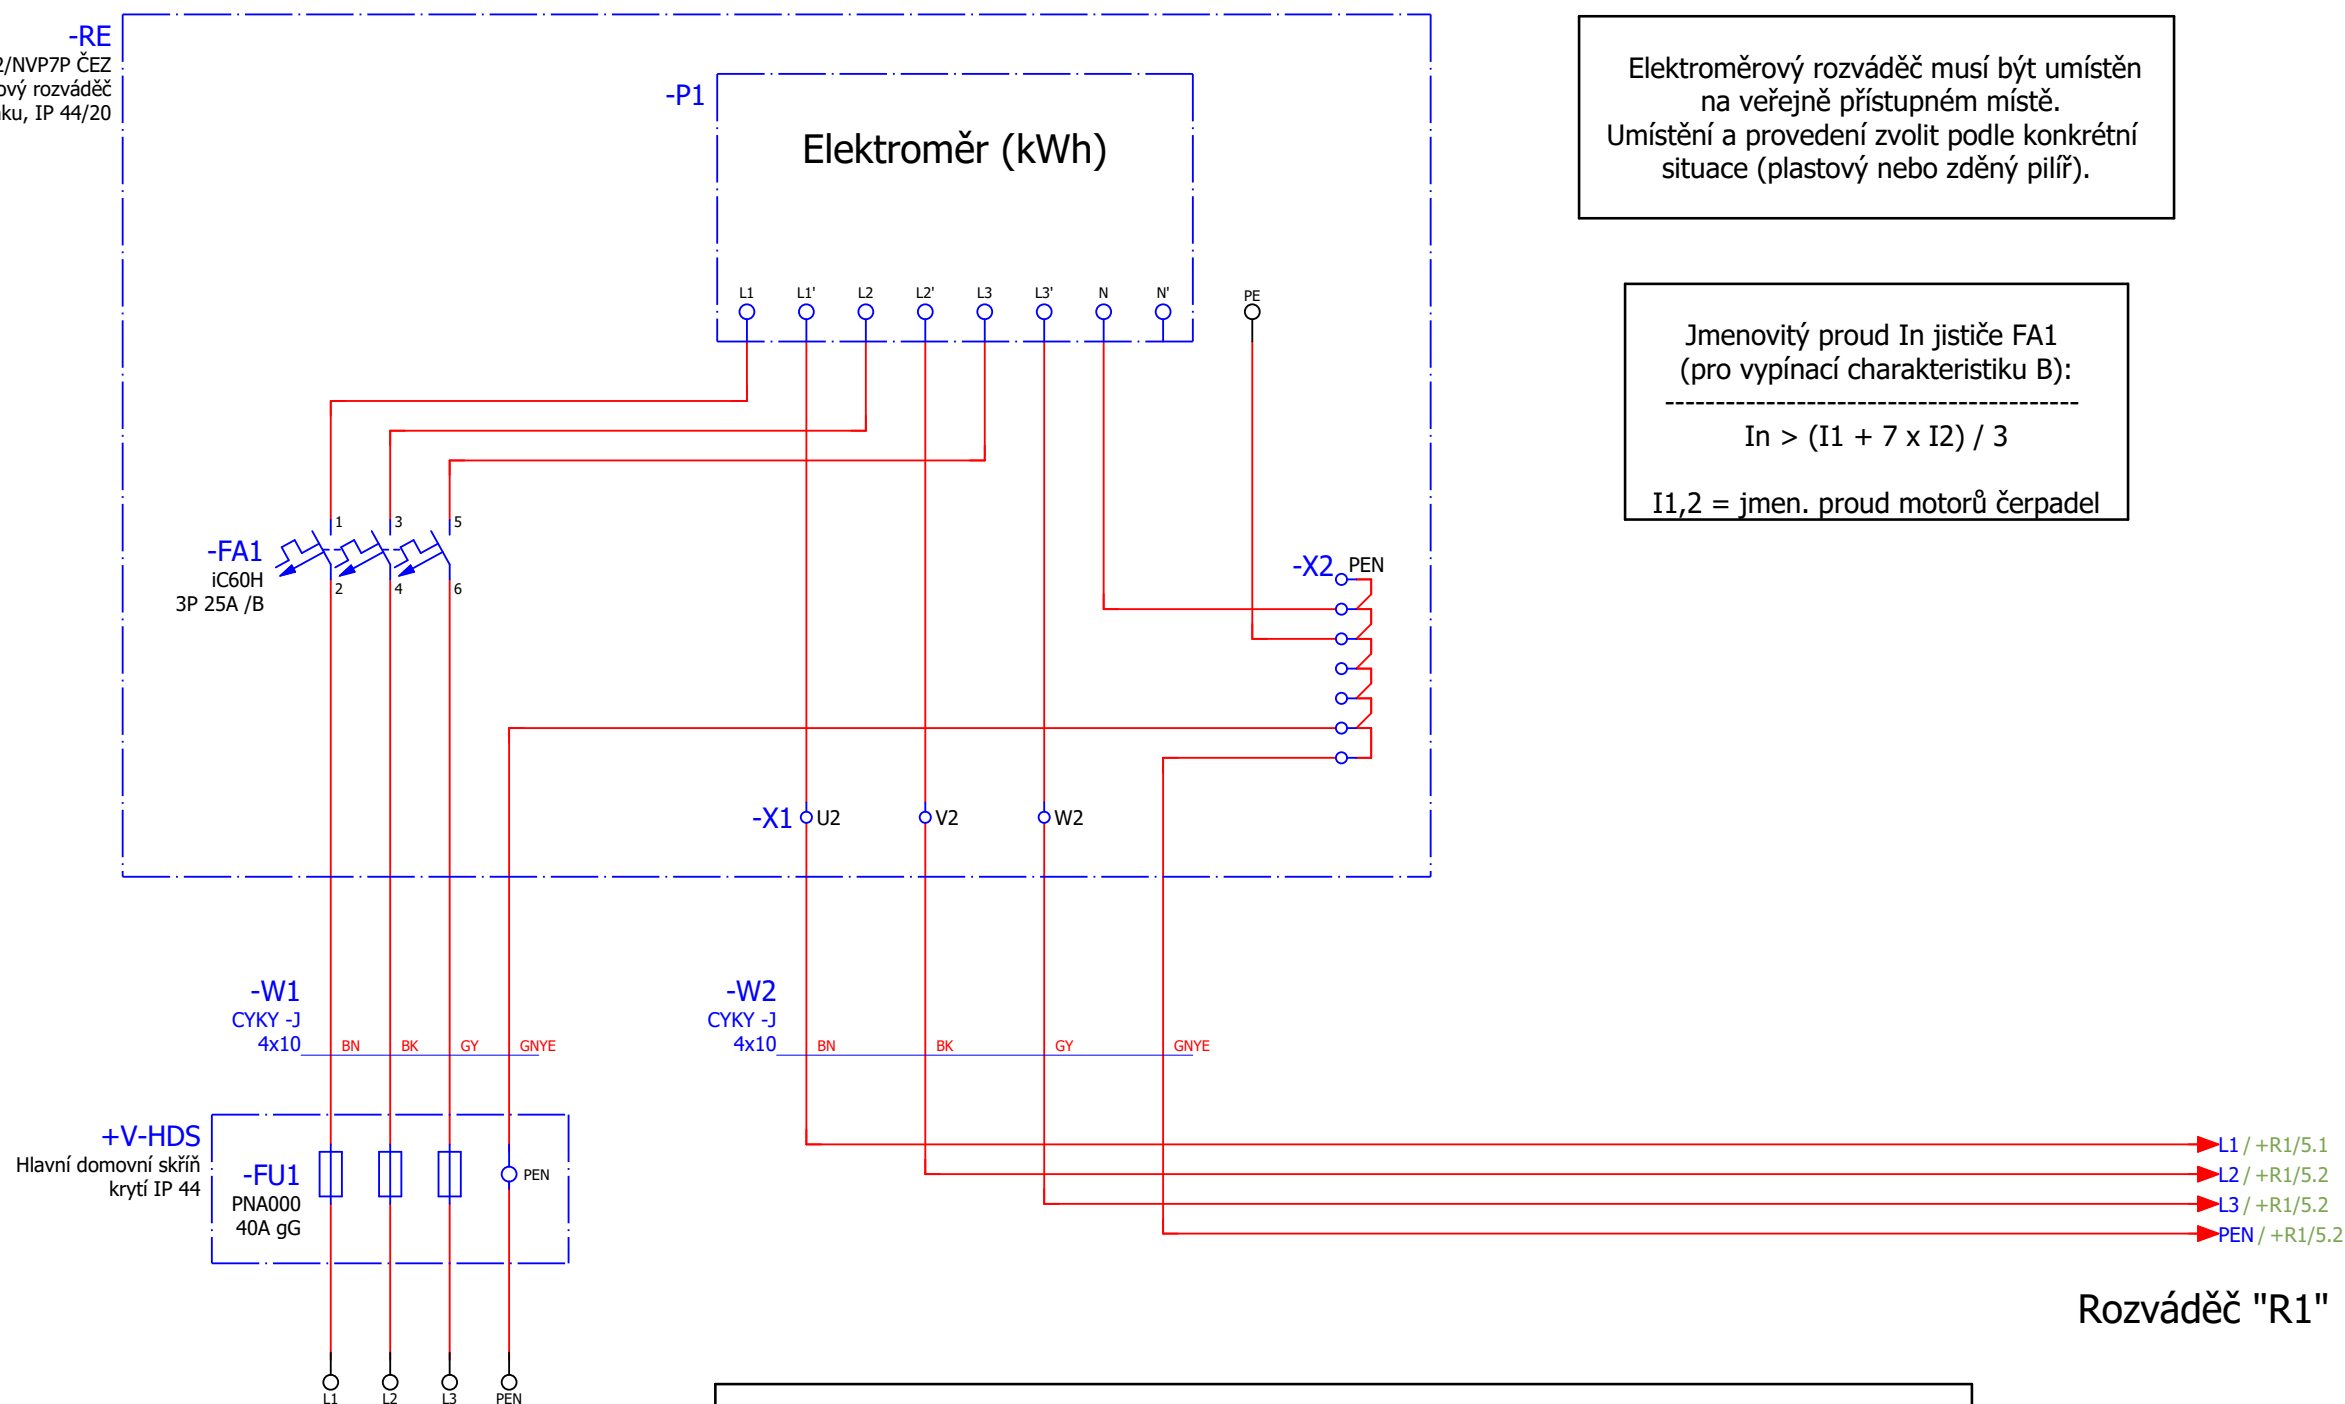 -RE
2/NVP7P ČEZ
ový rozváděč
ku, IP 44/20
-P1
Elektroměr (kWh)
L1 L1' L2 L2' L3 L3' N N' PE
Elektroměrový rozváděč musí být umístěn
na veřejně přístupném místě.
Umístění a provedení zvolit podle konkrétní
situace (plastový nebo zděný pilíř).
Jmenovitý proud In jističe FA1
(pro vypínací charakteristiku B):
-----------------------------------------
In > (I1 + 7 x I2) / 3
I1,2 = jmen. proud motorů čerpadel
1 3 5
-FA1
iC60H
3P 25A /B
2 4 6
-X2 PEN
-X1 U2 V2 W2
-W1
CYKY -J
4x10 BN BK GY GNYE
-W2
CYKY -J
4x10 BN BK GY GNYE
+V-HDS
Hlavní domovní skříň
krytí IP 44
-FU1
PNA000
40A gG
PEN
L1 / +R1/5.1
L2 / +R1/5.2
L3 / +R1/5.2
PEN / +R1/5.2
Rozváděč "R1"
L1 L2 L3 PEN